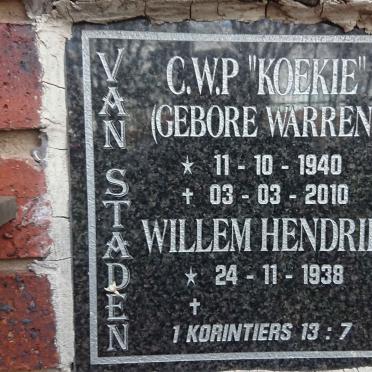 VAN STADEN
C.W.P "KOEKIE"
(GEBORE WARREN
* 11 - 10 - 1940
✝ 03 - 03 - 2010
WILLEM HENDRI
* 24 - 11 - 1938
✝
1 KORINTIERS 13 : 7